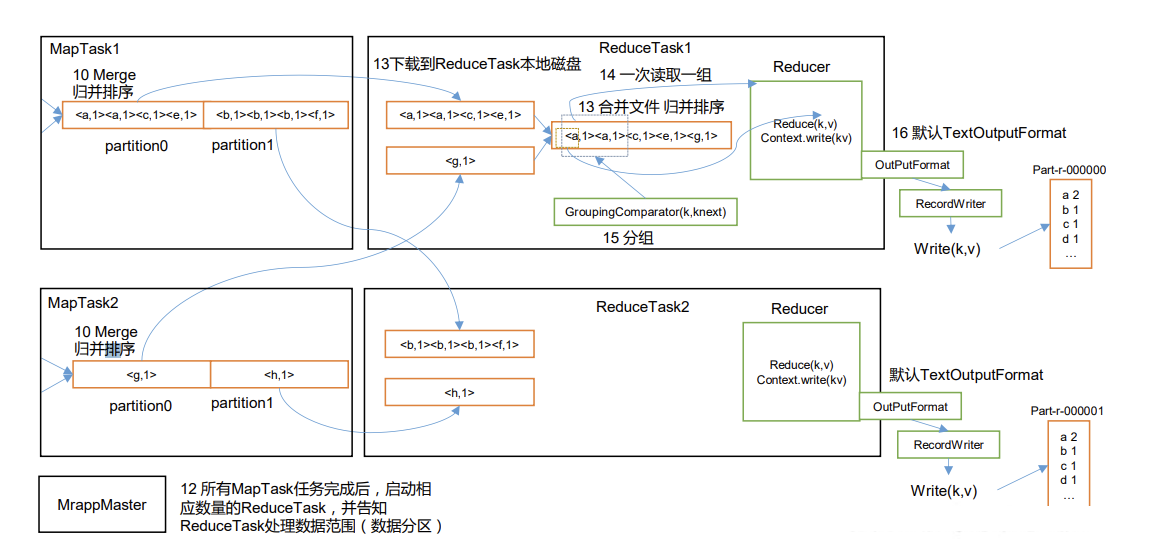 MapTask1
10 Merge
归并排序
<a,1><a,1><c,1><e,1>
<b,1><b,1><b,1><f,1>
partition0
partition1
ReduceTask1
13下载到ReduceTask本地磁盘
14 一次读取一组
Reducer
<a,1><a,1><c,1><e,1>
13 合并文件 归并排序
<a,1><a,1><c,1><e,1><g,1>
<g,1>
Reduce(k,v)
Context.write(kv)
GroupingComparator(k,knext)
15 分组
16 默认TextOutputFormat
OutPutFormat
RecordWriter
Write(k,v)
Part-r-000000
a 2
b 1
c 1
d 1
...
MapTask2
10 Merge
归并排序
<g,1>
<h,1>
partition0
partition1
ReduceTask2
Reducer
<b,1><b,1><b,1><f,1>
<h,1>
Reduce(k,v)
Context.write(kv)
默认TextOutputFormat
OutPutFormat
RecordWriter
Write(k,v)
Part-r-000001
a 2
b 1
c 1
d 1
...
MrappMaster
12 所有MapTask任务完成后，启动相
应数量的ReduceTask，并告知
ReduceTask处理数据范围（数据分区）